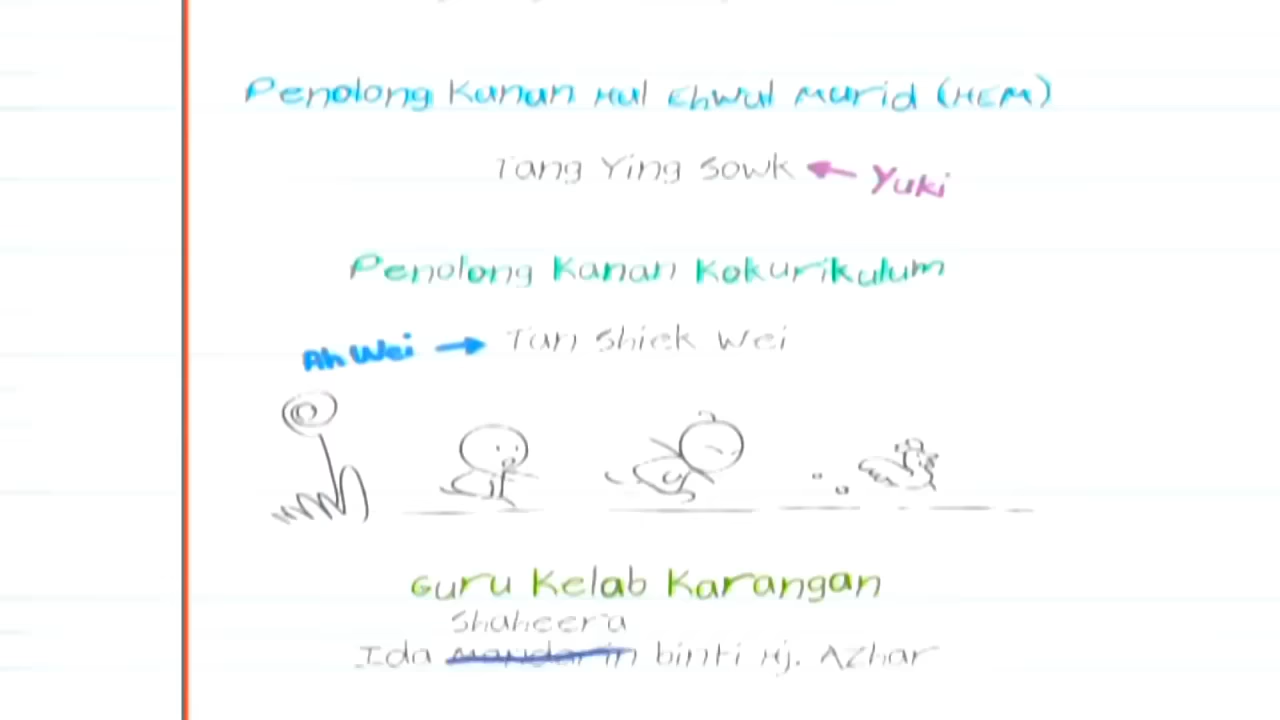 Penolong Kanan Hal Ehwal Murid (HEM)
Tang Ying Sowk ← Yuki
Penolong Kanan Kokurikulum
Ah Wei → Tan Shiek Wei
Guru Kelab Karangan
Shaheera
Ida binti Hj. Azhar